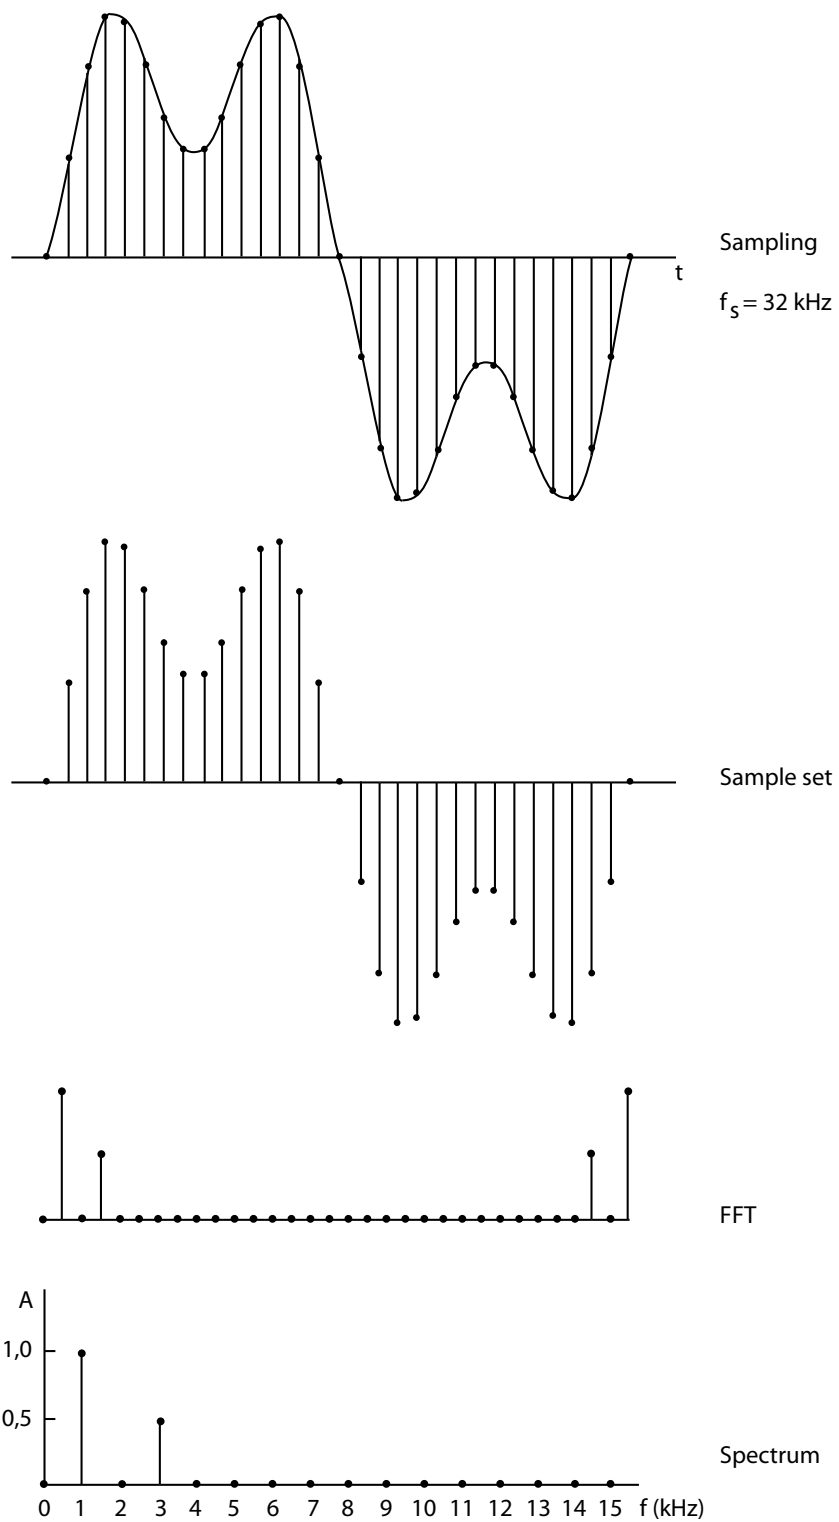 Sampling
t
fs = 32 kHz
Sample set
FFT
A
1,0
0,5
Spectrum
0 1 2 3 4 5 6 7 8 9 10 11 12 13 14 15 f (kHz)